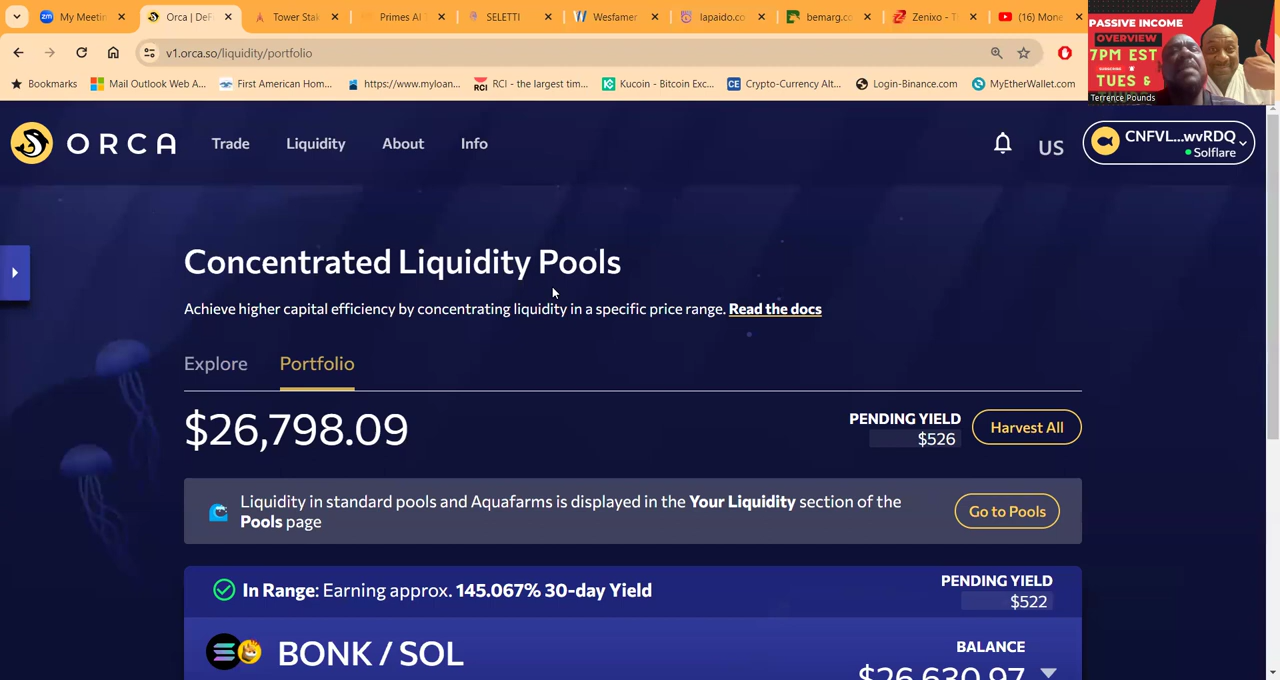 My Meeti
Orca | DeF
Tower Stak
Primes AI T
SELETTI
Wesfamer
lapaido.co
bemarg.co
Zenixo - T
(16) Mone
v1.orca.so/liquidity/portfolio
Bookmarks
Mail Outlook Web A...
First American Hom...
https://www.myloan...
RCI - the largest tim...
Kucoin - Bitcoin Exc...
Crypto-Currency Alt...
Login-Binance.com
MyEtherWallet.com
PASSIVE INCOME
OVERVIEW
7PM EST
TUES &
Terrence Pounds
ORCA
Trade
Liquidity
About
Info
US
CNFVL...wvRDQ
Solflare
Concentrated Liquidity Pools
Achieve higher capital efficiency by concentrating liquidity in a specific price range. Read the docs
Explore
Portfolio
$26,798.09
PENDING YIELD
$526
Harvest All
Liquidity in standard pools and Aquafarms is displayed in the Your Liquidity section of the
Pools page
Go to Pools
In Range: Earning approx. 145.067% 30-day Yield
PENDING YIELD
$522
BONK / SOL
BALANCE
$26,630.97